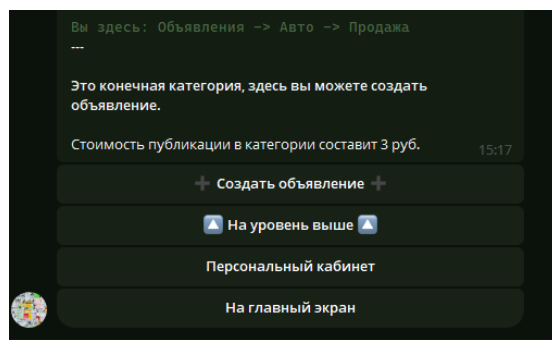 Вы здесь: Объявления —> Авто —> Продажа
---
Это конечная категория, здесь вы можете создать
объявление.
Стоимость публикации в категории составит 3 руб.
15:17
➕ Создать объявление ➕
🔼 На уровень выше 🔼
Персональный кабинет
На главный экран